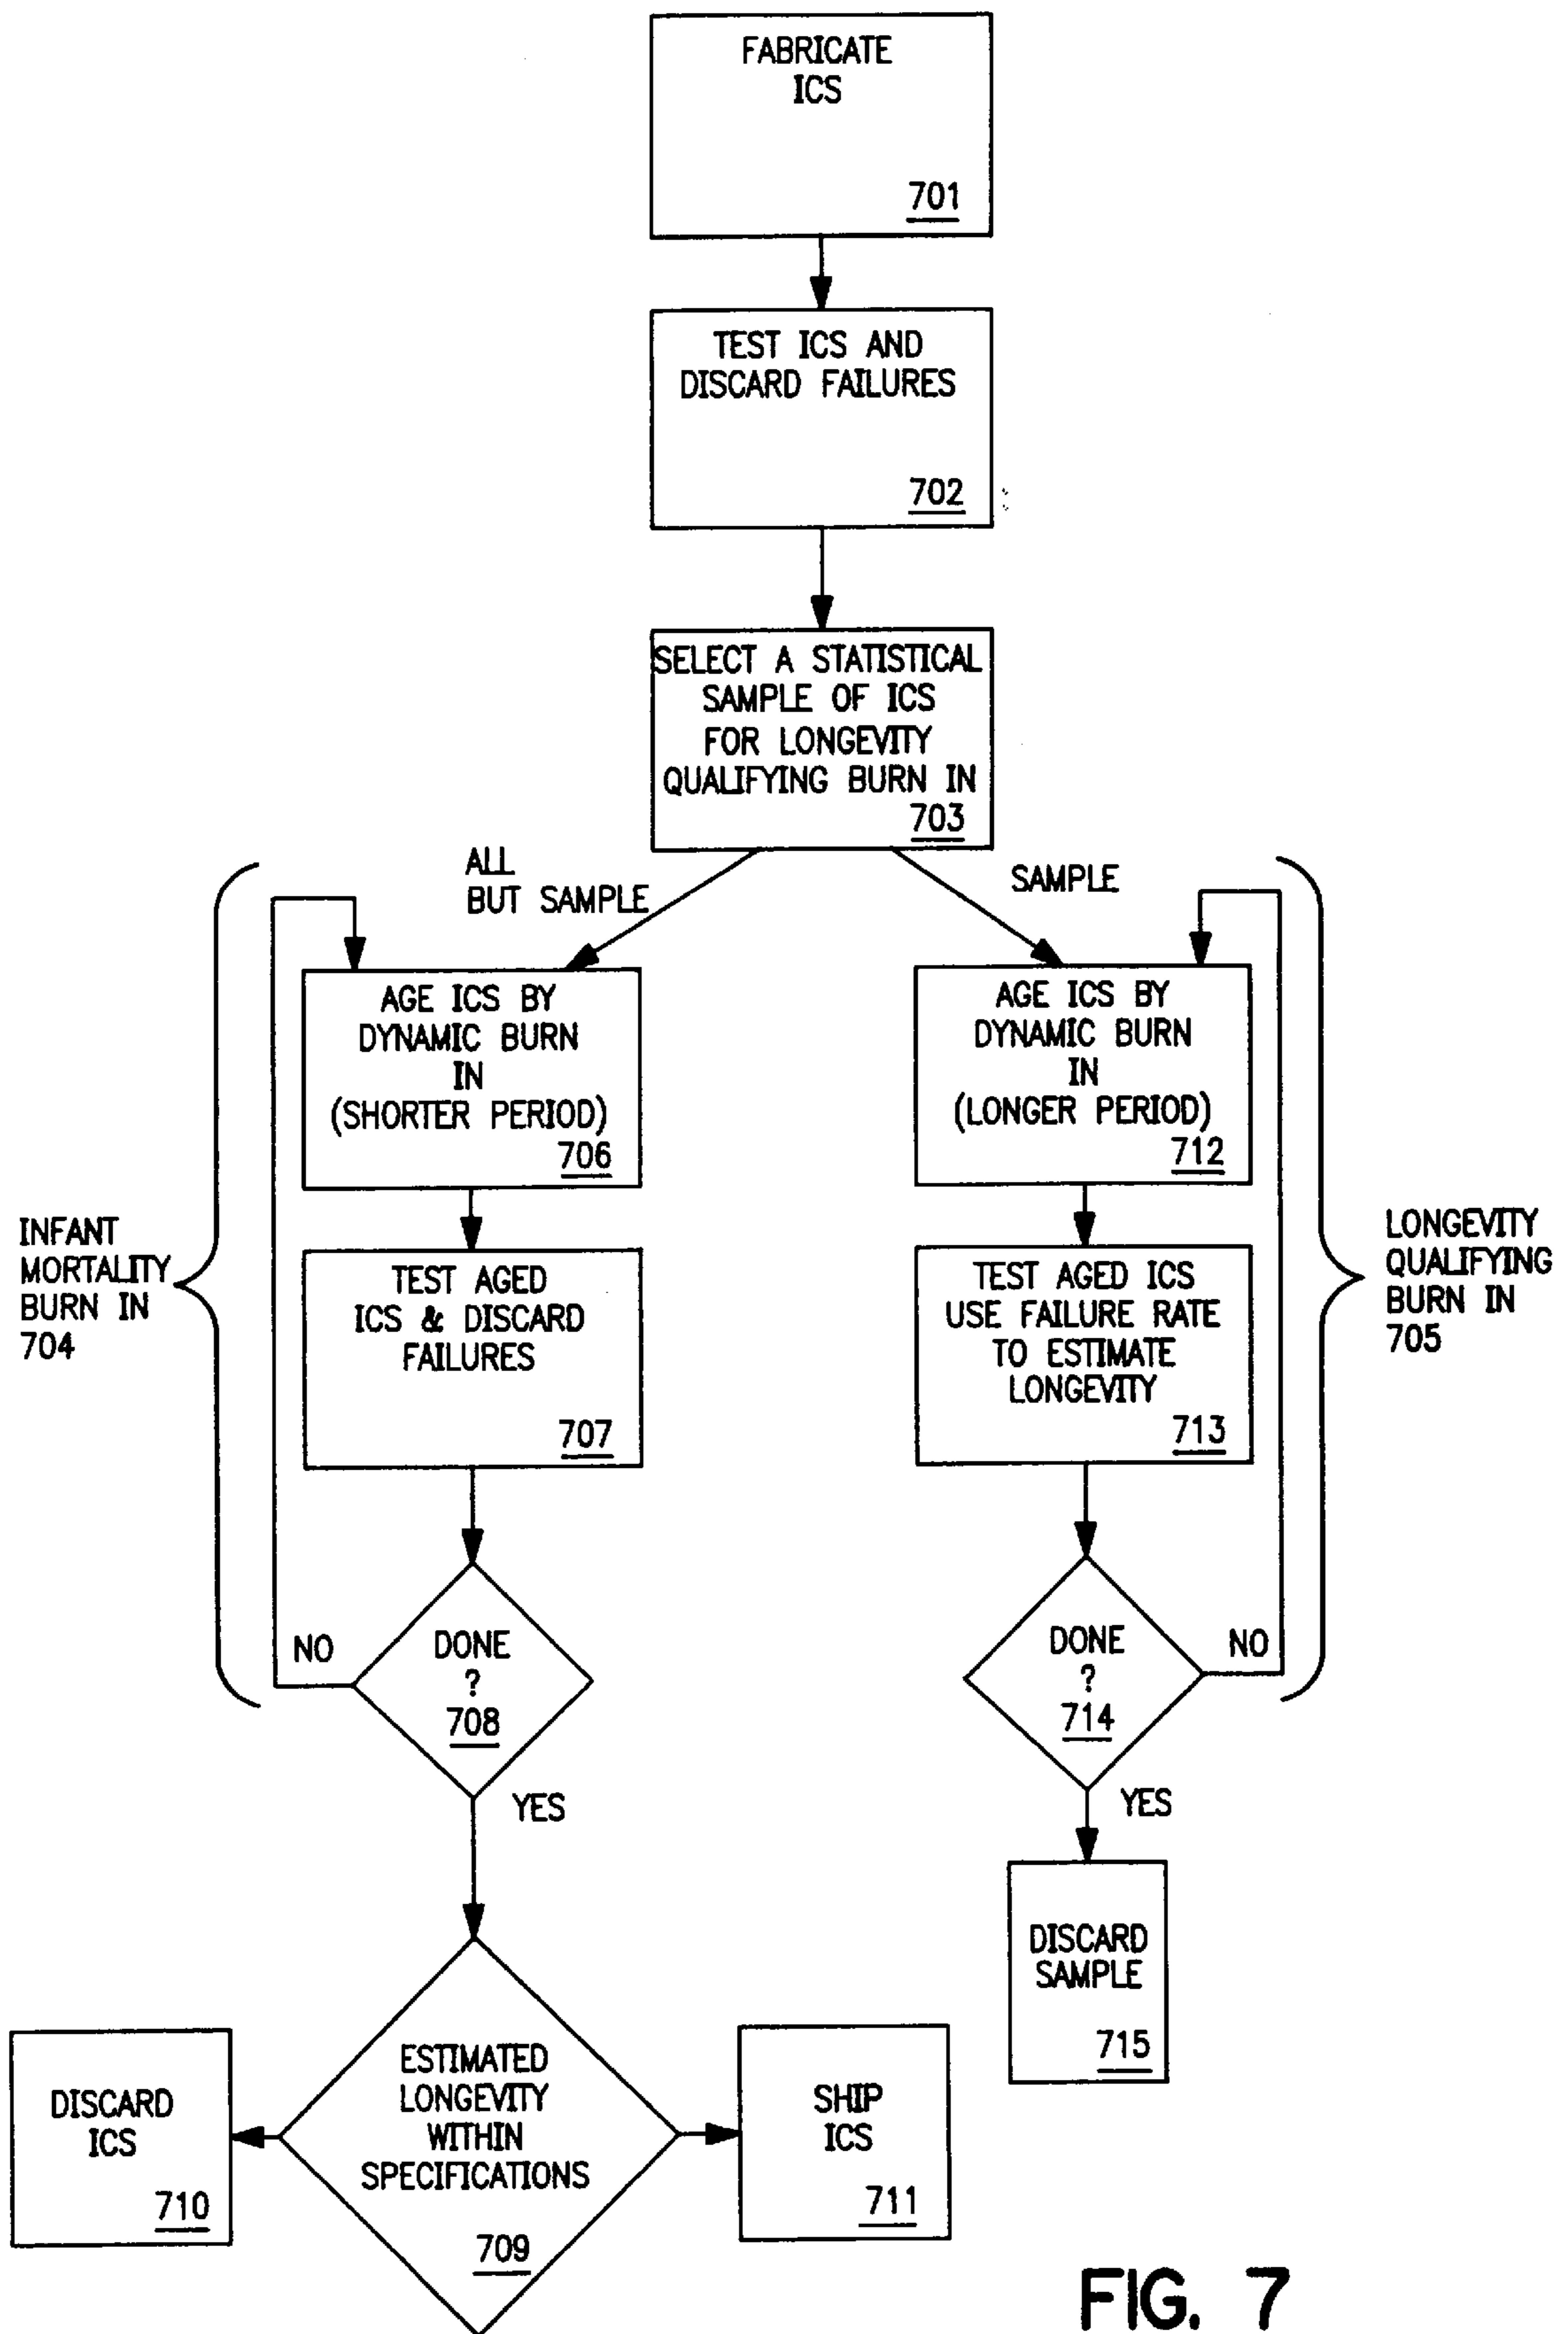 FABRICATE
ICS
701
TEST ICS AND
DISCARD FAILURES
702
SELECT A STATISTICAL
SAMPLE OF ICS
FOR LONGEVITY
QUALIFYING BURN IN
703
ALL
BUT SAMPLE
SAMPLE
INFANT
MORTALITY
BURN IN
704
AGE ICS BY
DYNAMIC BURN
IN
(SHORTER PERIOD)
706
TEST AGED
ICS & DISCARD
FAILURES
707
NO
DONE
?
708
YES
AGE ICS BY
DYNAMIC BURN
IN
(LONGER PERIOD)
712
TEST AGED ICS
USE FAILURE RATE
TO ESTIMATE
LONGEVITY
713
DONE
?
714
NO
YES
LONGEVITY
QUALIFYING
BURN IN
705
DISCARD
SAMPLE
715
DISCARD
ICS
710
ESTIMATED
LONGEVITY
WITHIN
SPECIFICATIONS
709
SHIP
ICS
711
FIG. 7